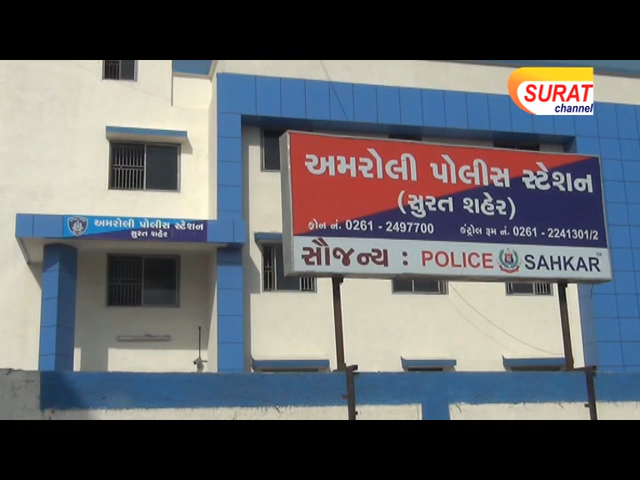 SURAT
channel
અમરોલી પોલીસ સ્ટેશન
(સુરત શહેર)
ફોન નં. 0261 - 2497700 કંટ્રોલ રૂમ નં. 0261 - 2241301/2
સૌજન્ય : POLICE SAHKAR
અમરોલી પોલીસ સ્ટેશન
સુરત શહેર